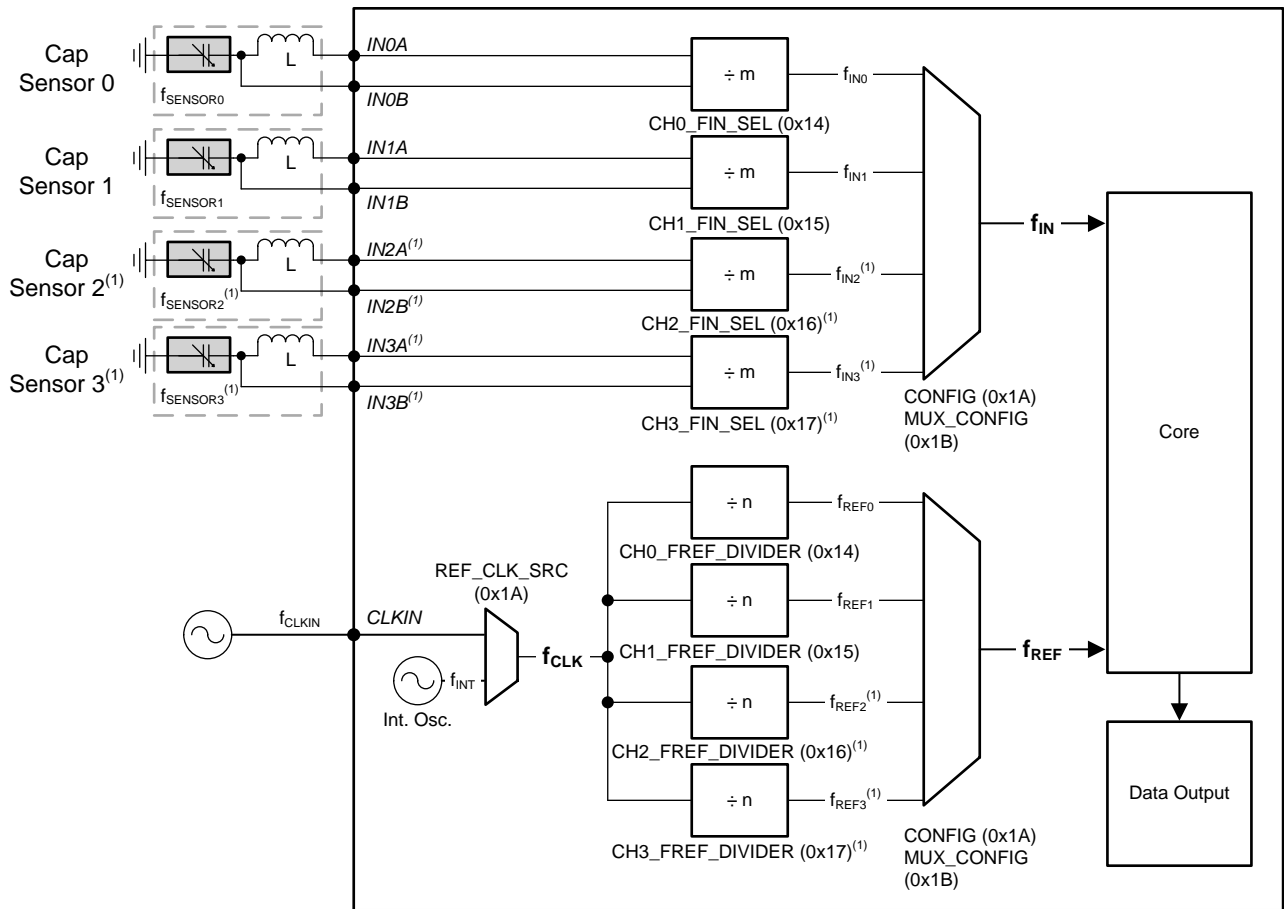 Cap
Sensor 0
L
fSENSOR0
IN0A
IN0B
÷ m
fIN0
CH0_FIN_SEL (0x14)
Cap
Sensor 1
L
fSENSOR1
IN1A
IN1B
÷ m
fIN1
CH1_FIN_SEL (0x15)
fIN
Cap
Sensor 2(1)
L
fSENSOR2(1)
IN2A(1)
IN2B(1)
÷ m
fIN2(1)
CH2_FIN_SEL (0x16)(1)
Cap
Sensor 3(1)
L
fSENSOR3(1)
IN3A(1)
IN3B(1)
÷ m
fIN3(1)
CH3_FIN_SEL (0x17)(1)
CONFIG (0x1A)
MUX_CONFIG
(0x1B)
Core
÷ n
fREF0
CH0_FREF_DIVIDER (0x14)
REF_CLK_SRC
(0x1A)
÷ n
fREF1
CH1_FREF_DIVIDER (0x15)
fCLKIN
CLKIN
fINT
Int. Osc.
fCLK
fREF
÷ n
fREF2(1)
CH2_FREF_DIVIDER (0x16)(1)
÷ n
fREF3(1)
CH3_FREF_DIVIDER (0x17)(1)
CONFIG (0x1A)
MUX_CONFIG
(0x1B)
Data Output